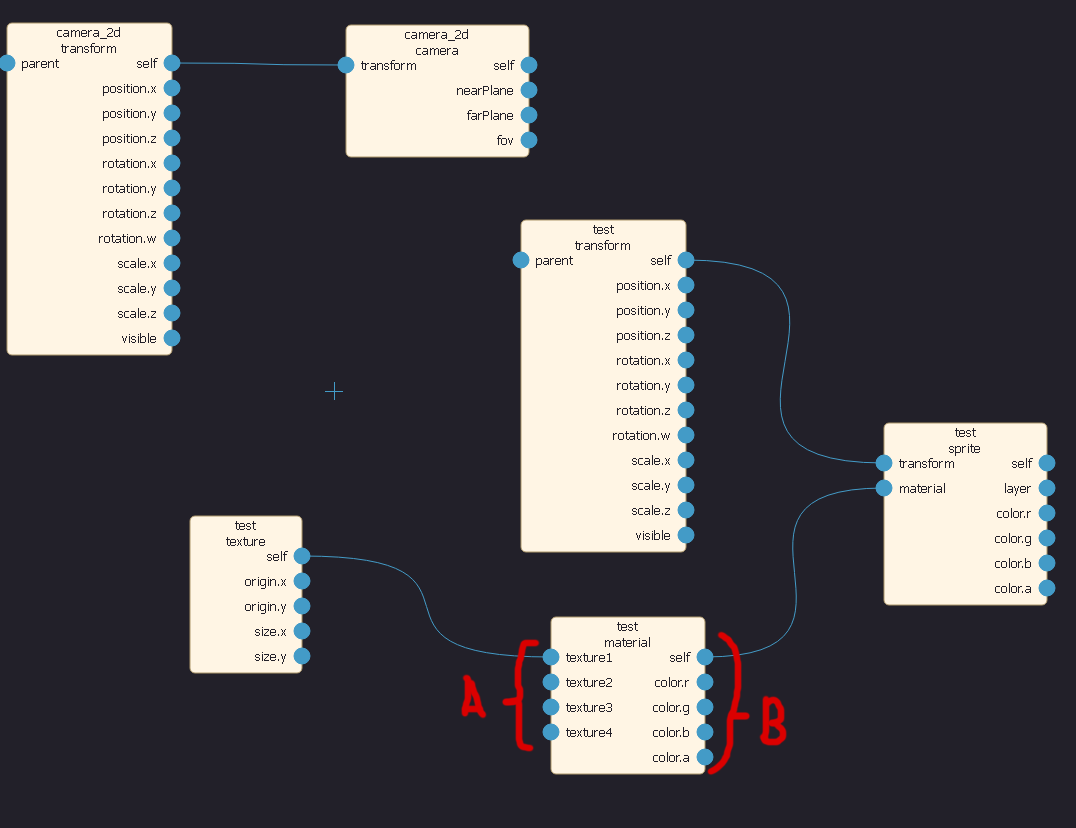 camera_2d
transform
parent self
position.x
position.y
position.z
rotation.x
rotation.y
rotation.z
rotation.w
scale.x
scale.y
scale.z
visible
camera_2d
camera
transform self
nearPlane
farPlane
fov
test
transform
parent self
position.x
position.y
position.z
rotation.x
rotation.y
rotation.z
rotation.w
scale.x
scale.y
scale.z
visible
test
sprite
transform self
material layer
color.r
color.g
color.b
color.a
test
texture
self
origin.x
origin.y
size.x
size.y
test
material
texture1 self
texture2 color.r
texture3 color.g
texture4 color.b
color.a
A
B